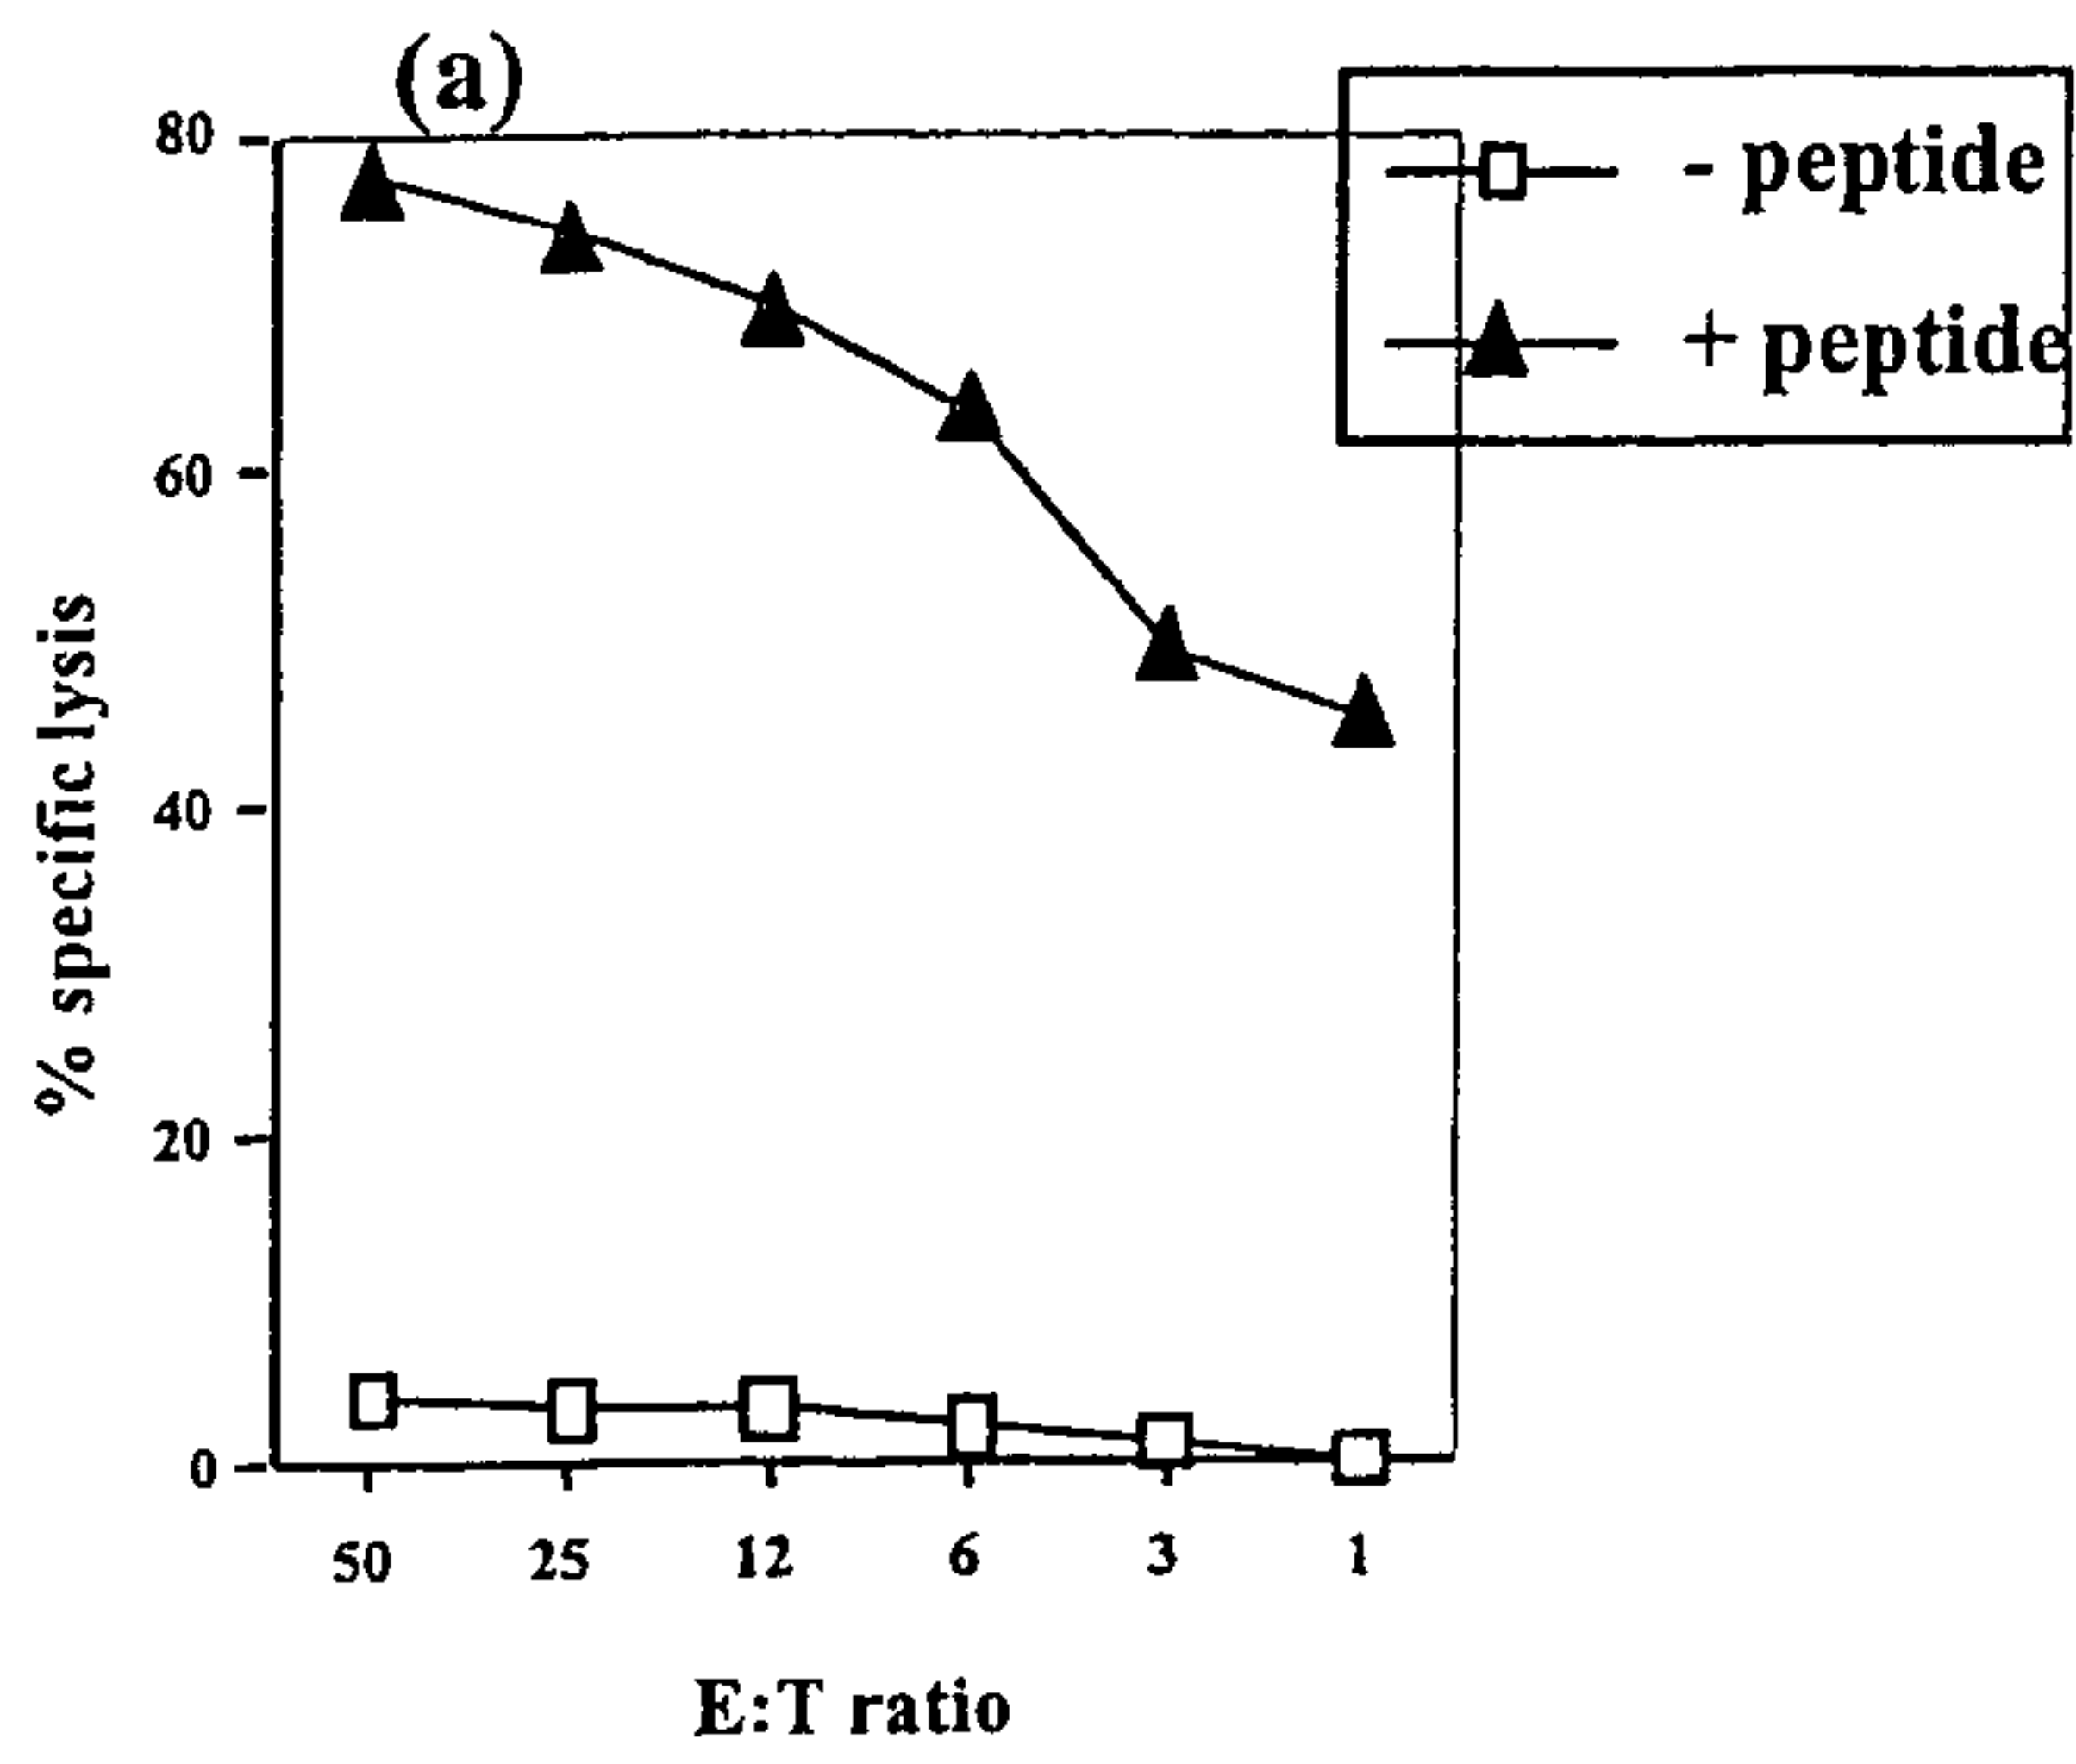 (a)
- peptide
+ peptide
80
60
40
20
0
% specific lysis
50 25 12 6 3 1
E:T ratio